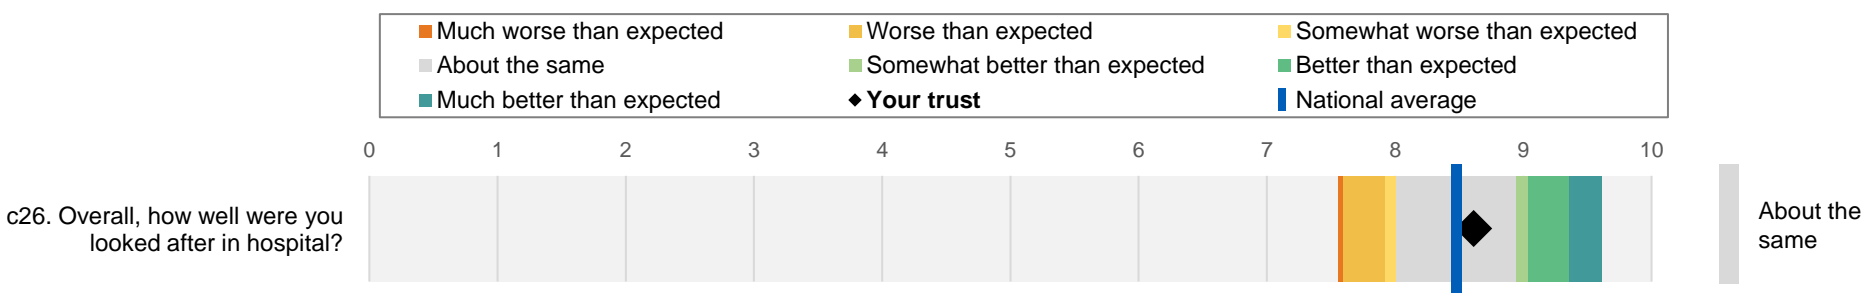 Much worse than expected Worse than expected Somewhat worse than expected
About the same Somewhat better than expected Better than expected
Much better than expected Your trust National average
0 1 2 3 4 5 6 7 8 9 10
c26. Overall, how well were you
looked after in hospital?
About the
same